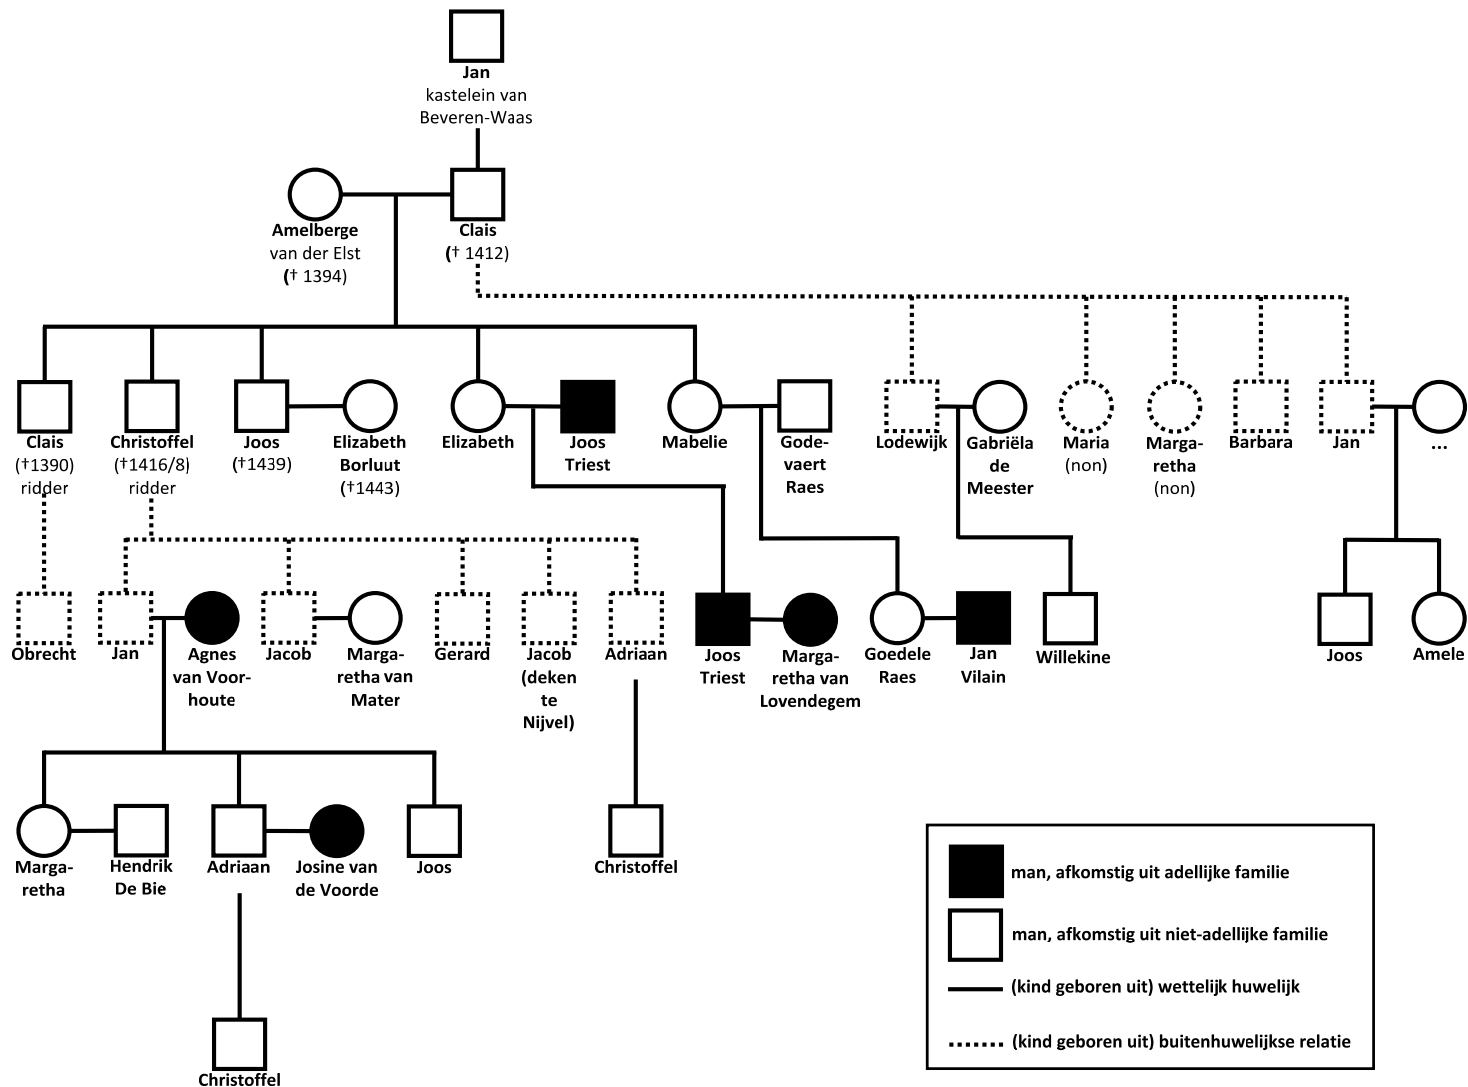 Jan
kastelein van
Beveren-Waas
Amelberge
van der Elst
(† 1394)
Clais
(† 1412)
Clais
(†1390)
ridder
Christoffel
(†1416/8)
ridder
Joos
(†1439)
Elizabeth
Borluut
(†1443)
Elizabeth
Joos
Triest
Mabelie
Gode-
vaert
Raes
Lodewijk
Gabriëla
de
Meester
Maria
(non)
Marga-
retha
(non)
Barbara
Jan
...
Obrecht
Jan
Agnes
van Voor-
houte
Jacob
Marga-
retha van
Mater
Gerard
Jacob
(deken
te
Nijvel)
Adriaan
Joos
Triest
Marga-
retha van
Lovendegem
Goedele
Raes
Jan
Vilain
Willekine
Joos
Amele
Marga-
retha
Hendrik
De Bie
Adriaan
Josine van
de Voorde
Joos
Christoffel
Christoffel
man, afkomstig uit adellijke familie
man, afkomstig uit niet-adellijke familie
(kind geboren uit) wettelijk huwelijk
(kind geboren uit) buitenhuwelijkse relatie